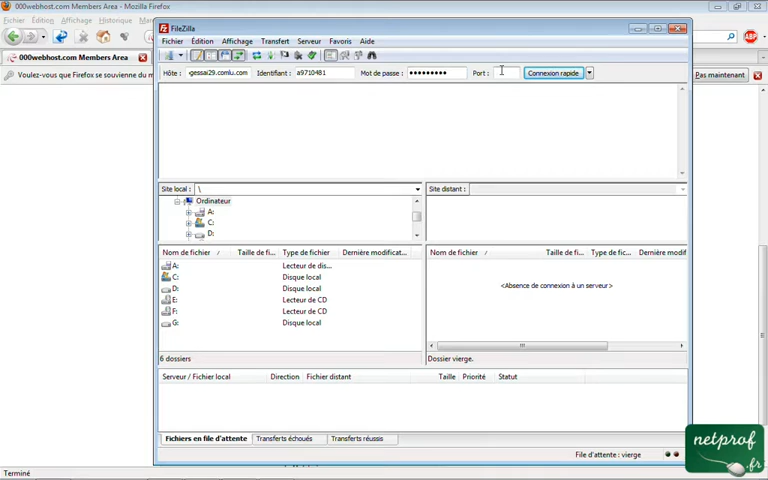 000webhost.com Members Area - Mozilla Firefox
Fichier Édition Affichage Historique
FileZilla
Fichier Édition Affichage Transfert Serveur Favoris Aide
000webhost.com Members Area
Voulez-vous que Firefox se souvienne du m
Pas maintenant
ABP
Hôte : gessai29.comlu.com Identifiant : a9710481 Mot de passe : ●●●●●●●●● Port : Connexion rapide
Site local : \
Site distant :
Ordinateur
A:
C:
D:
Nom de fichier / Taille de fi... Type de fichier Dernière modificat...
Nom de fichier / Taille de fi... Type de fic... Dernière modif
A: Lecteur de dis...
C: Disque local
D: Disque local
E: Lecteur de CD
F: Lecteur de CD
G: Disque local
<Absence de connexion à un serveur>
6 dossiers
Dossier vierge.
Serveur / Fichier local Direction Fichier distant Taille Priorité Statut
Fichiers en file d'attente Transferts échoués Transferts réussis
File d'attente : vierge
Terminé
netprof
.fr